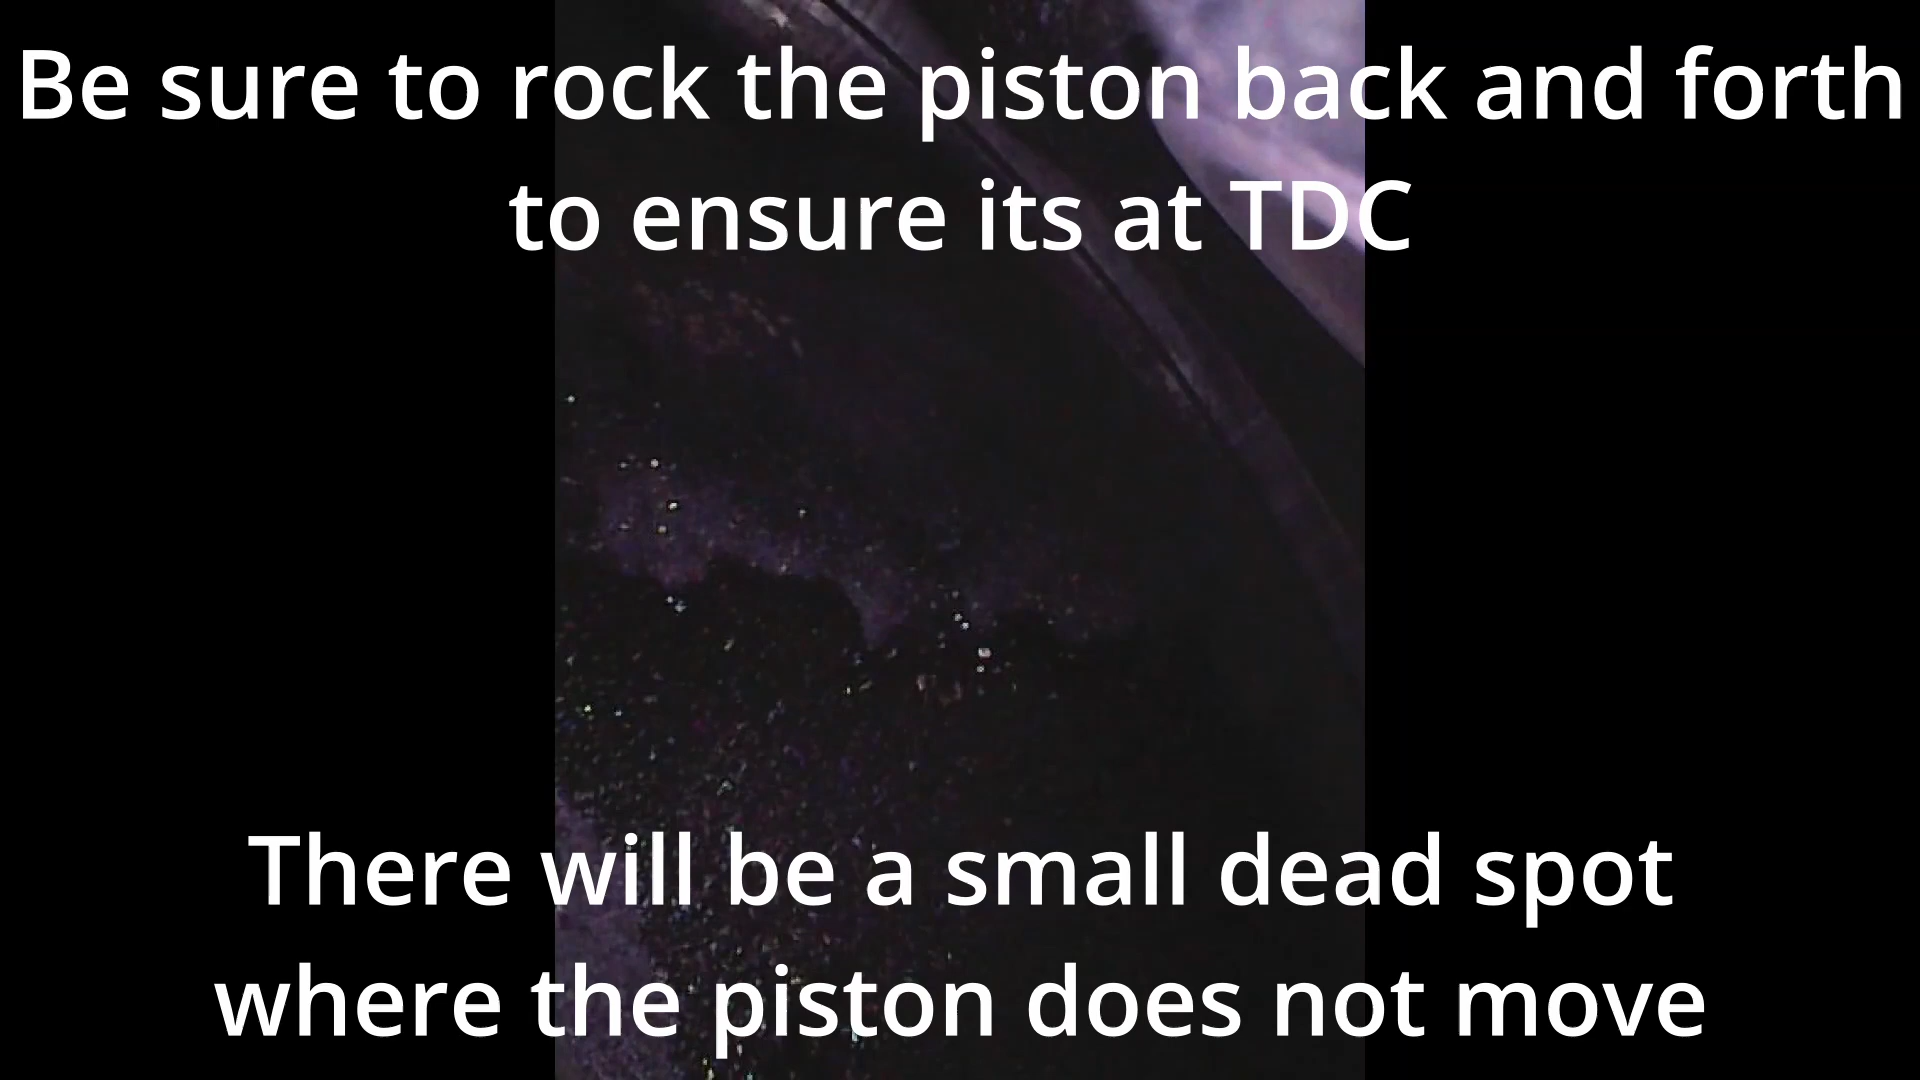 Be sure to rock the piston back and forth
to ensure its at TDC
There will be a small dead spot
where the piston does not move